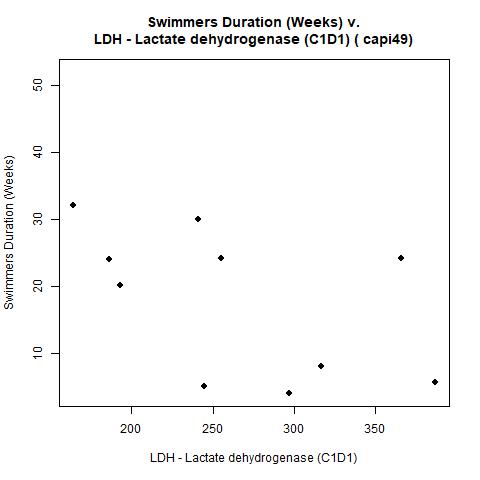 Swimmers Duration (Weeks) v.
LDH - Lactate dehydrogenase (C1D1) ( capi49)
Swimmers Duration (Weeks)
50
40
30
20
10
200
250
300
350
LDH - Lactate dehydrogenase (C1D1)